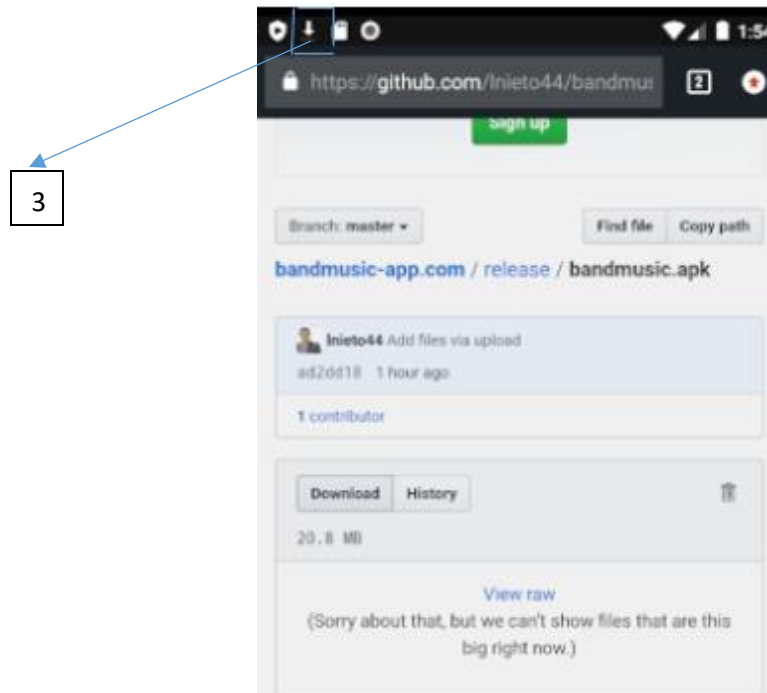 1:54
https://github.com/lnieto44/bandmus
2
Sign up
3
Branch: master
Find file
Copy path
bandmusic-app.com / release / bandmusic.apk
lnieto44 Add files via upload
ad2dd18 1 hour ago
1 contributor
Download
History
20.8 MB
View raw
(Sorry about that, but we can't show files that are this
big right now.)